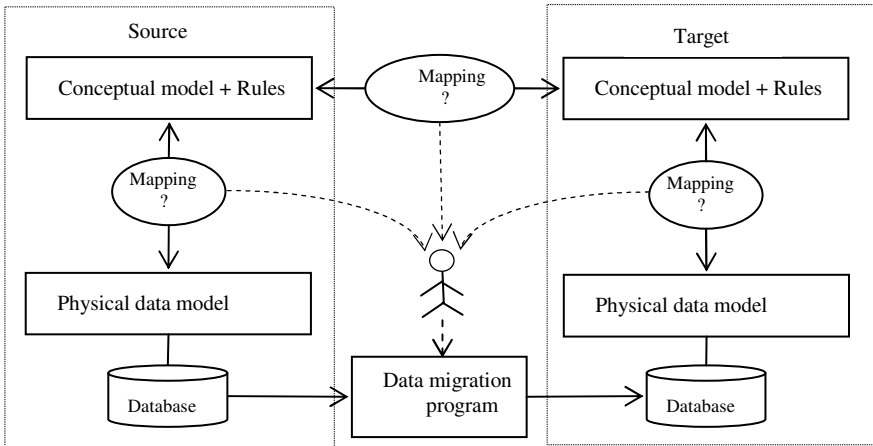 Source
Target
Mapping
?
Conceptual model + Rules
Conceptual model + Rules
Mapping
?
Mapping
?
Physical data model
Physical data model
Database
Data migration
program
Database